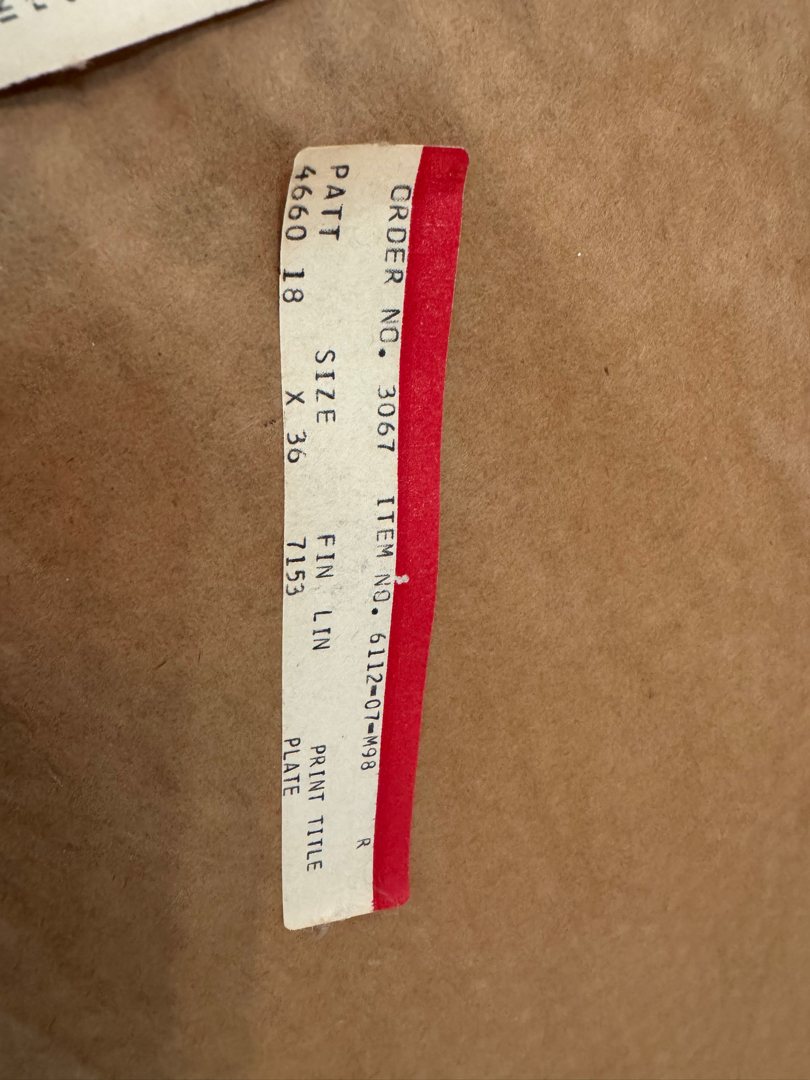 ORDER NO. 3067 ITEM NO. 6112-07-M98 R
PATT SIZE FIN LIN PRINT TITLE
4660 18 X 36 7153 PLATE